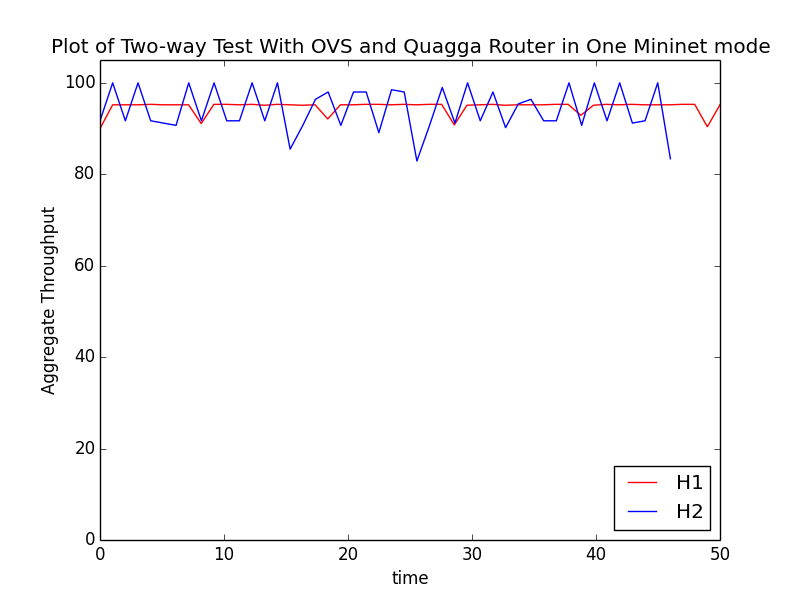 Plot of Two-way Test With OVS and Quagga Router in One Mininet mode
100
80
60
40
20
0
Aggregate Throughput
0 10 20 30 40 50
time
H1
H2